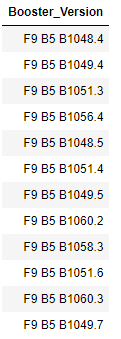 Booster_Version
F9 B5 B1048.4
F9 B5 B1049.4
F9 B5 B1051.3
F9 B5 B1056.4
F9 B5 B1048.5
F9 B5 B1051.4
F9 B5 B1049.5
F9 B5 B1060.2
F9 B5 B1058.3
F9 B5 B1051.6
F9 B5 B1060.3
F9 B5 B1049.7